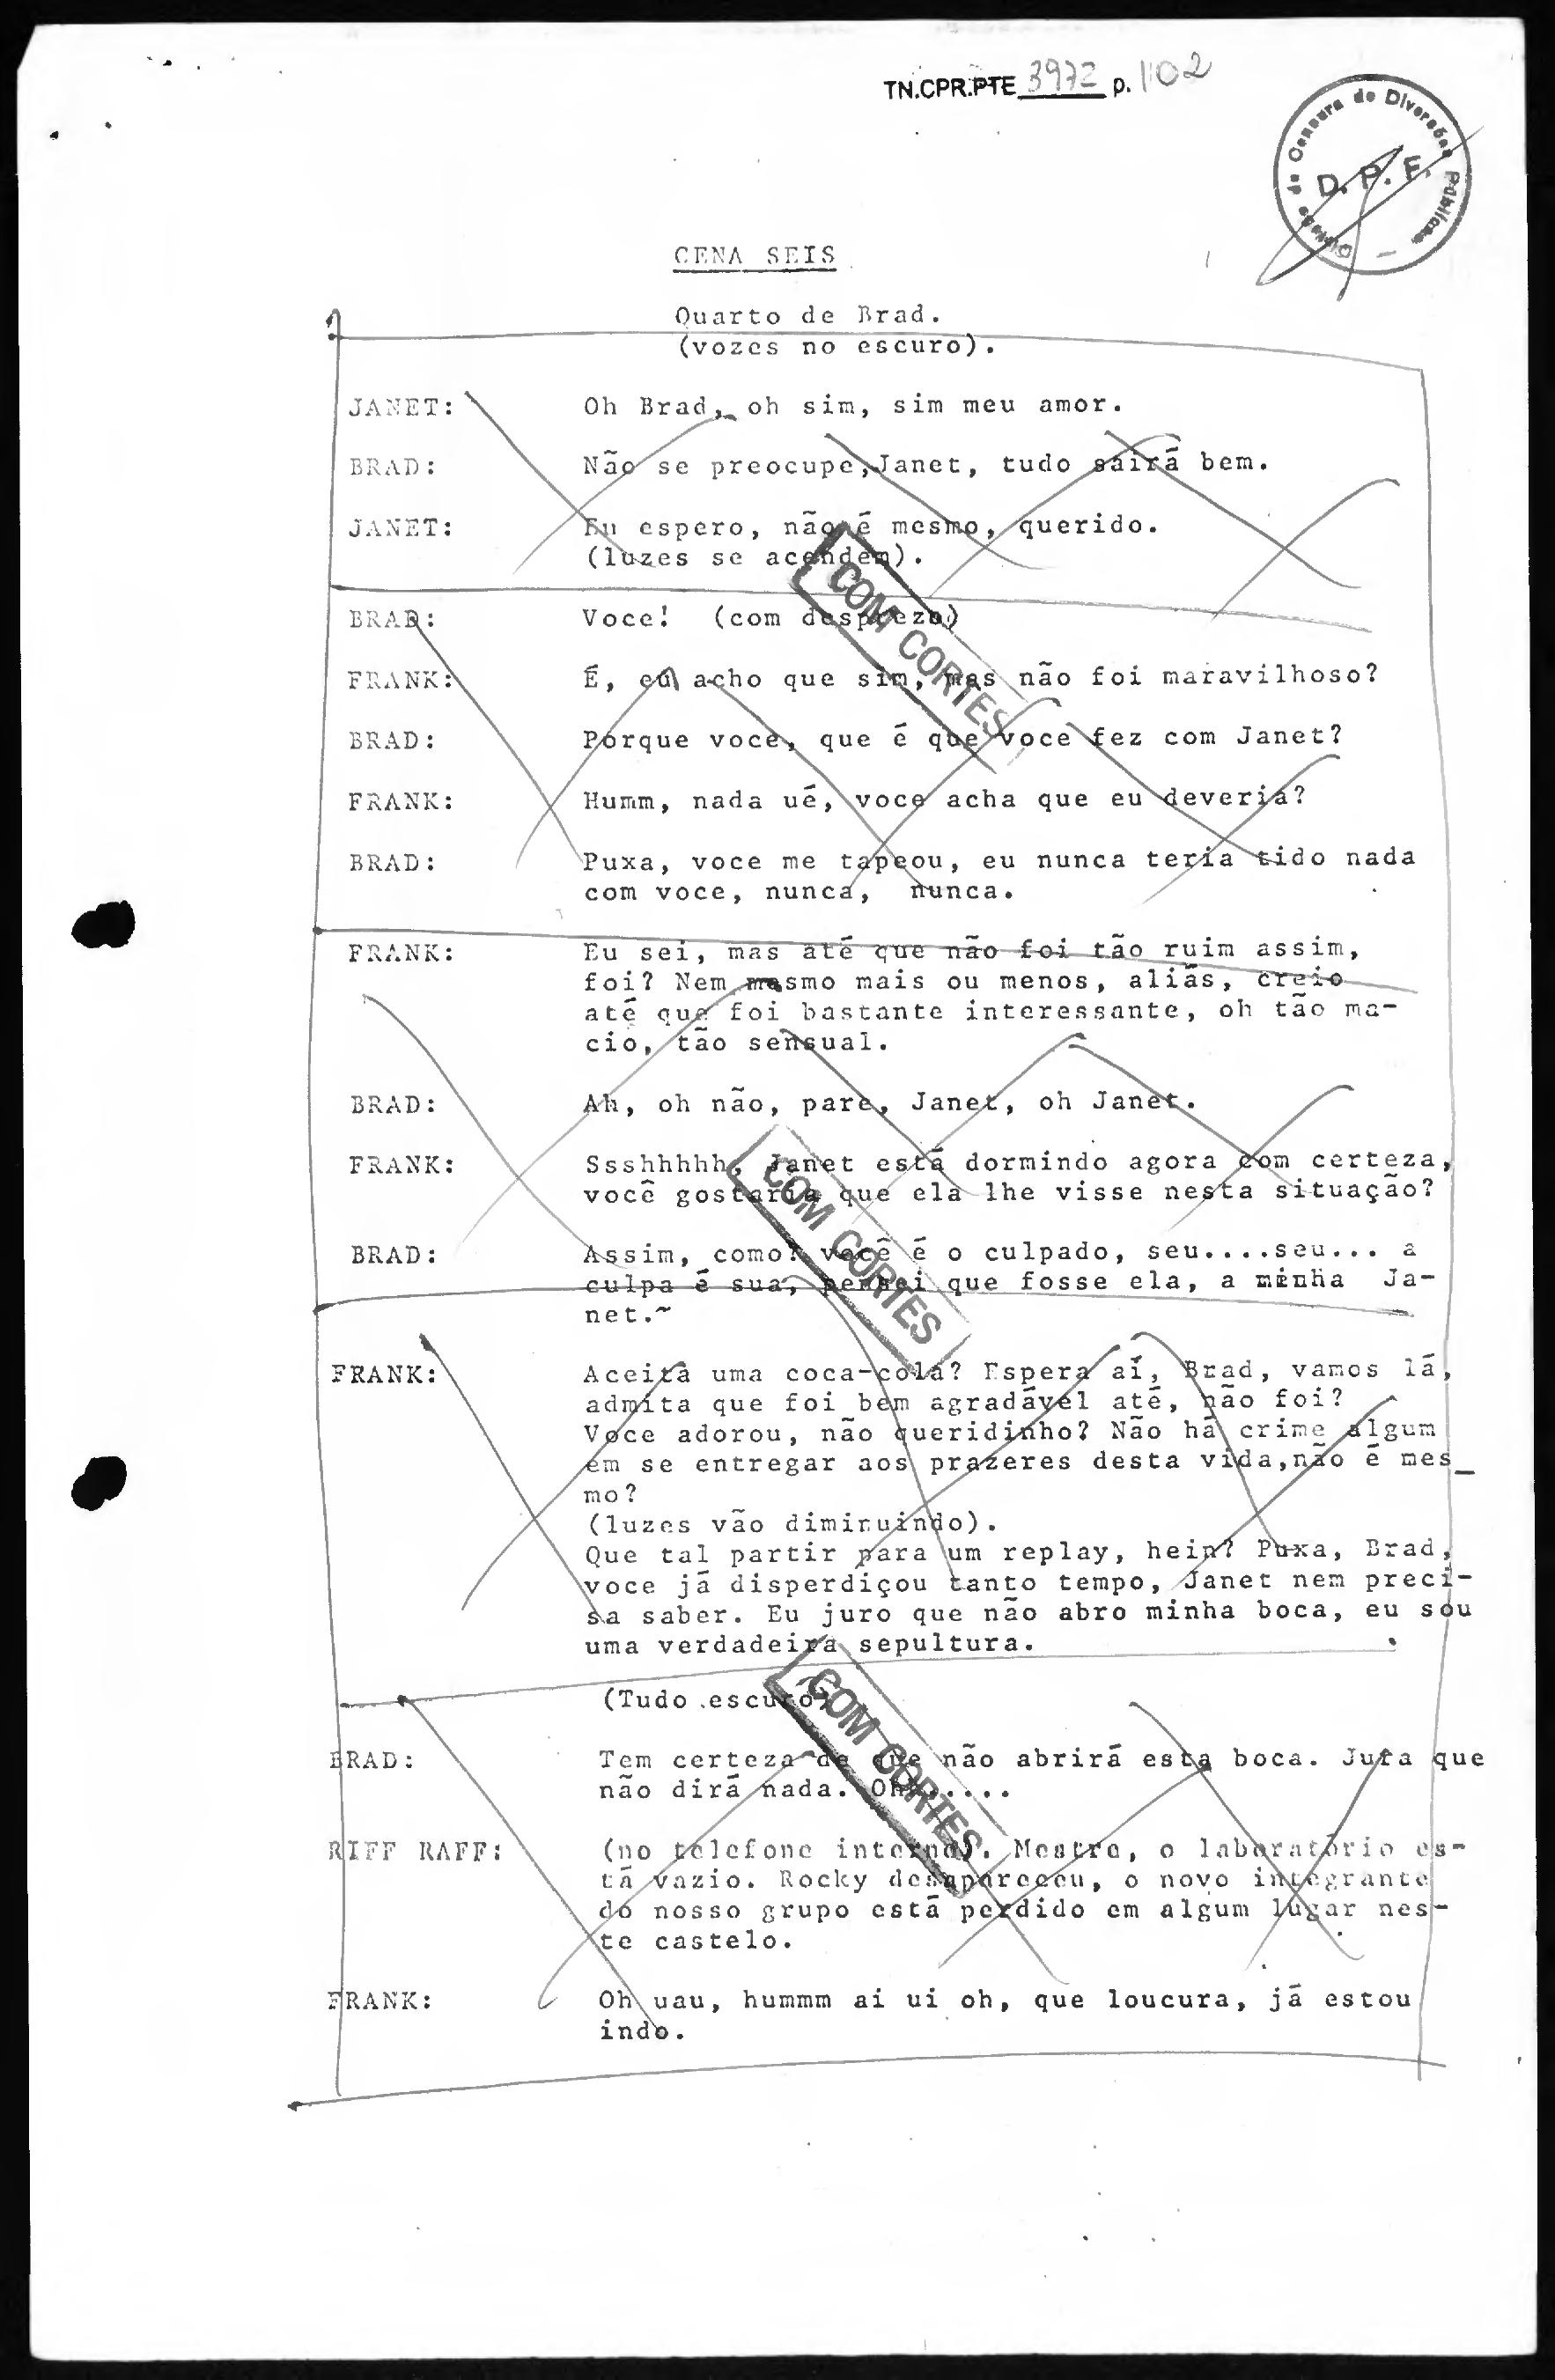 TN.CPR.PTE 3972 p. 102
Divisão de Censura de Diversões Públicas
D. P. F.
CENA SEIS
Quarto de Brad.
(vozes no escuro).
JANET: Oh Brad, oh sim, sim meu amor.
BRAD: Não se preocupe,Janet, tudo sairá bem.
JANET: Eu espero, não é mesmo, querido.
(luzes se acendem).
COM CORTES
BRAD: Voce! (com desprezo)
FRANK: É, eu acho que sim, mas não foi maravilhoso?
BRAD: Porque voce, que é que voce fez com Janet?
FRANK: Humm, nada ué, voce acha que eu deveria?
BRAD: Puxa, voce me tapeou, eu nunca teria tido nada
com voce, nunca, nunca.
FRANK: Eu sei, mas até que não foi tão ruim assim,
foi? Nem mesmo mais ou menos, aliás, creio
até que foi bastante interessante, oh tão ma-
cio, tão sensual.
BRAD: Ah, oh não, pare, Janet, oh Janet.
FRANK: Ssshhhhh, Janet está dormindo agora com certeza,
você gostaria que ela lhe visse nesta situação?
COM CORTES
BRAD: Assim, como? você é o culpado, seu....seu... a
culpa é sua, pensei que fosse ela, a minha Ja-
net.~
FRANK: Aceita uma coca-cola? Espera aí, Brad, vamos lá,
admita que foi bem agradável até, não foi?
Voce adorou, não queridinho? Não há crime algum
em se entregar aos prazeres desta vida,não é mes_
mo?
(luzes vão diminuindo).
Que tal partir para um replay, hein? Puxa, Brad,
voce já disperdiçou tanto tempo, Janet nem preci-
sa saber. Eu juro que não abro minha boca, eu sou
uma verdadeira sepultura.
(Tudo escuro)
COM CORTES
BRAD: Tem certeza de que não abrirá esta boca. Jura que
não dirá nada. Oh......
RIFF RAFF: (no telefone interno). Mestre, o laboratório es-
tá vazio. Rocky desapareceu, o novo integrante
do nosso grupo está perdido em algum lugar nes-
te castelo.
FRANK: Oh uau, hummm ai ui oh, que loucura, já estou
indo.